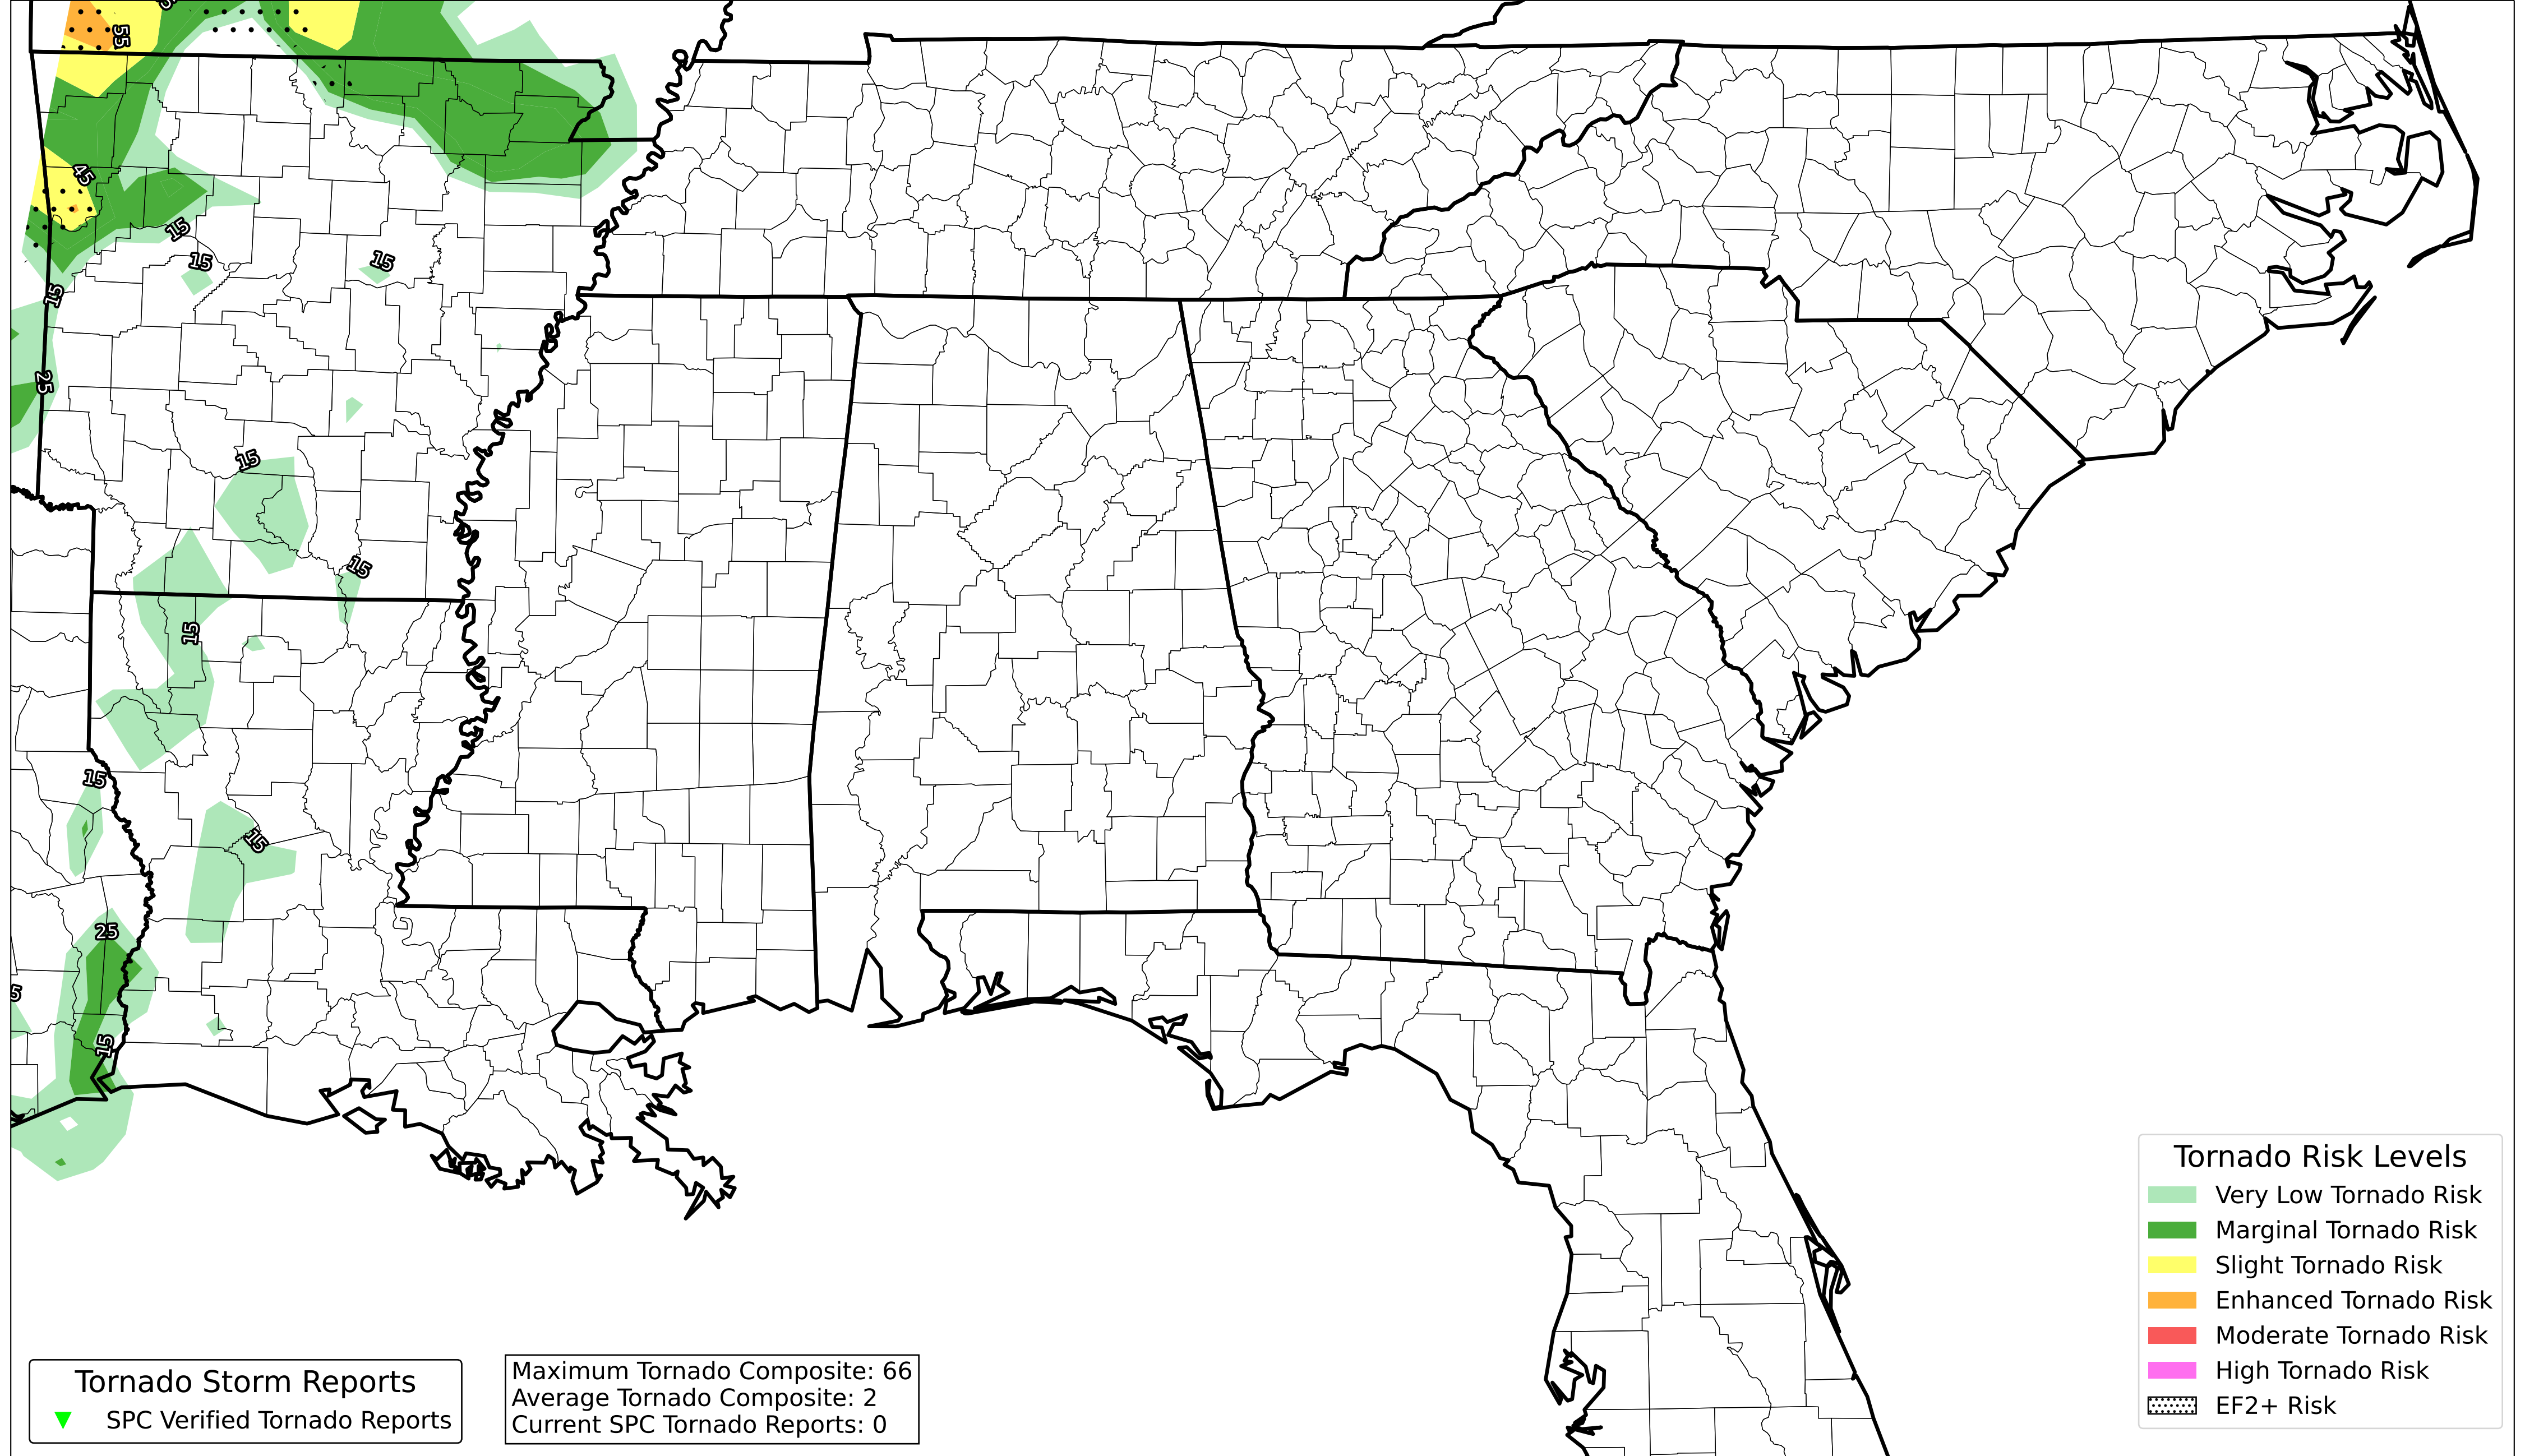 55
45
15
15
15
15
25
15
15
15
15
15
25
5
15
Tornado Risk Levels
Very Low Tornado Risk
Marginal Tornado Risk
Slight Tornado Risk
Enhanced Tornado Risk
Moderate Tornado Risk
High Tornado Risk
EF2+ Risk
Tornado Storm Reports
SPC Verified Tornado Reports
Maximum Tornado Composite: 66
Average Tornado Composite: 2
Current SPC Tornado Reports: 0